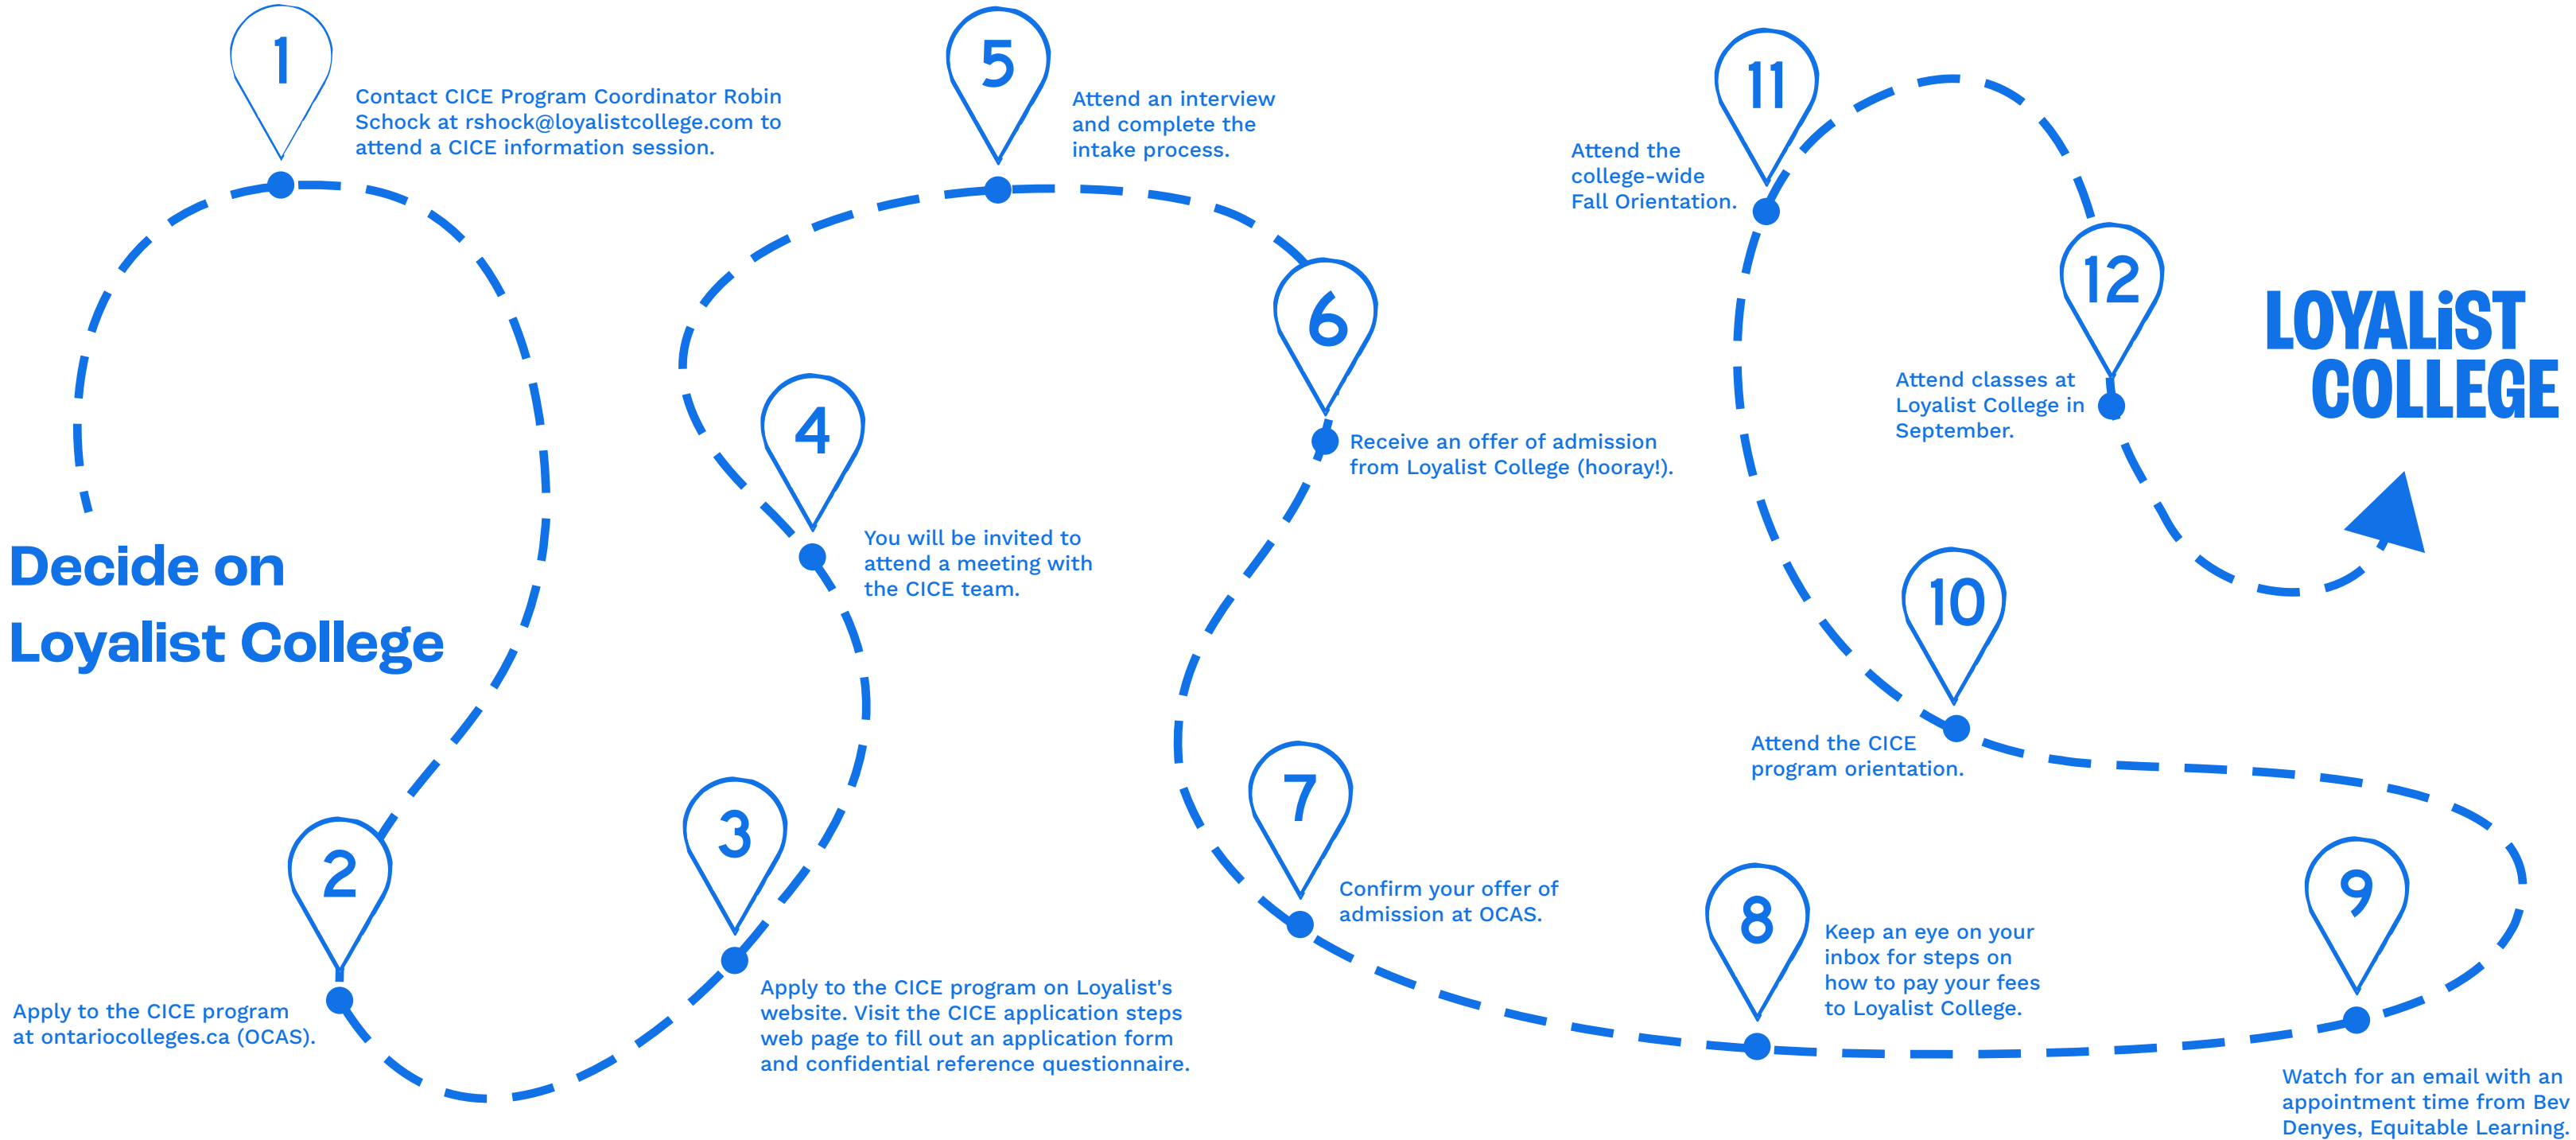 Decide on
Loyalist College
1
Contact CICE Program Coordinator Robin
Schock at rshock@loyalistcollege.com to
attend a CICE information session.
2
Apply to the CICE program
at ontariocolleges.ca (OCAS).
3
Apply to the CICE program on Loyalist's
website. Visit the CICE application steps
web page to fill out an application form
and confidential reference questionnaire.
4
You will be invited to
attend a meeting with
the CICE team.
5
Attend an interview
and complete the
intake process.
6
Receive an offer of admission
from Loyalist College (hooray!).
7
Confirm your offer of
admission at OCAS.
8
Keep an eye on your
inbox for steps on
how to pay your fees
to Loyalist College.
9
Watch for an email with an
appointment time from Bev
Denyes, Equitable Learning.
10
Attend the CICE
program orientation.
11
Attend the
college-wide
Fall Orientation.
12
Attend classes at
Loyalist College in
September.
LOYALiST
COLLEGE